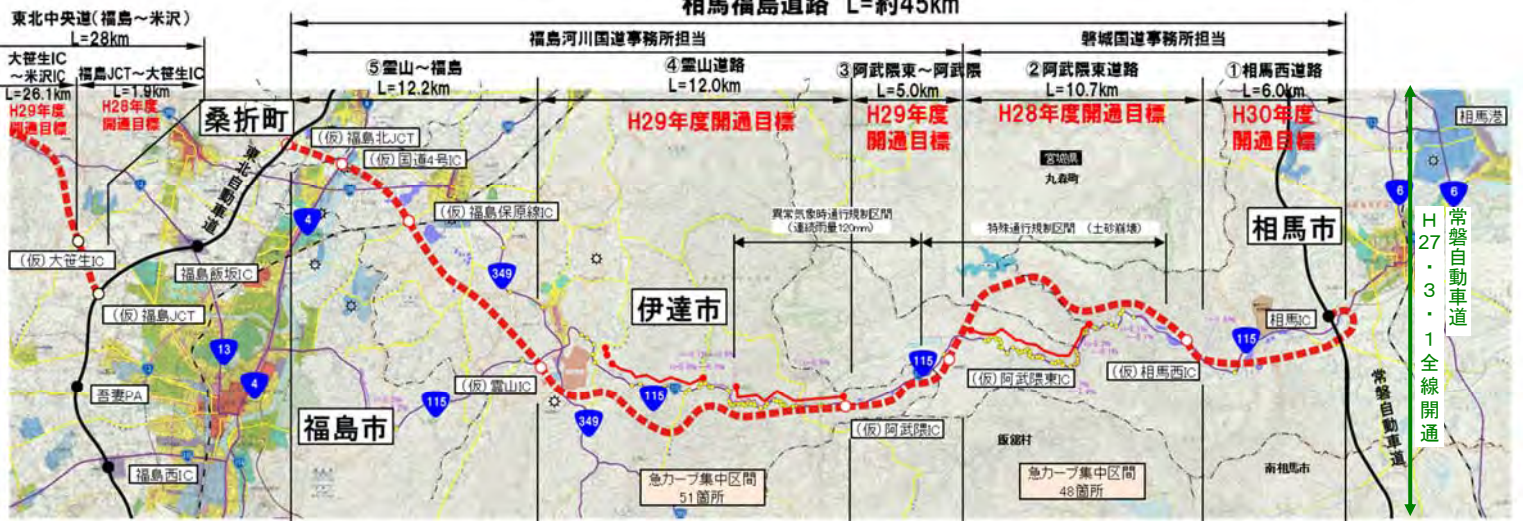 相馬福島道路 L=約45km
東北中央道(福島～米沢)
L=28km
福島河川国道事務所担当
磐城国道事務所担当
大笹生IC
～米沢IC
L=26.1km
H29年度
開通目標
福島JCT～大笹生IC
L=1.9km
H28年度
開通目標
⑤霊山～福島
L=12.2km
④霊山道路
L=12.0km
H29年度開通目標
③阿武隈東～阿武隈
L=5.0km
H29年度
開通目標
②阿武隈東道路
L=10.7km
H28年度開通目標
①相馬西道路
L=6.0km
H30年度
開通目標
桑折町
東北自動車道
(仮)福島北JCT
(仮)国道4号IC
(仮)福島保原線IC
4
349
宮城県
丸森町
異常気象時通行規制区間
(連続雨量120mm)
特殊通行規制区間 (土砂崩壊)
相馬港
6
6
相馬市
常磐自動車道
H27・3・1全線開通
(仮)大笹生IC
福島飯坂IC
(仮)福島JCT
伊達市
相馬IC
13
4
115
115
(仮)霊山IC
(仮)阿武隈東IC
(仮)相馬西IC
吾妻PA
115
115
349
福島市
(仮)阿武隈IC
飯舘村
常磐自動車道
福島西IC
急カーブ集中区間
51箇所
急カーブ集中区間
48箇所
南相馬市